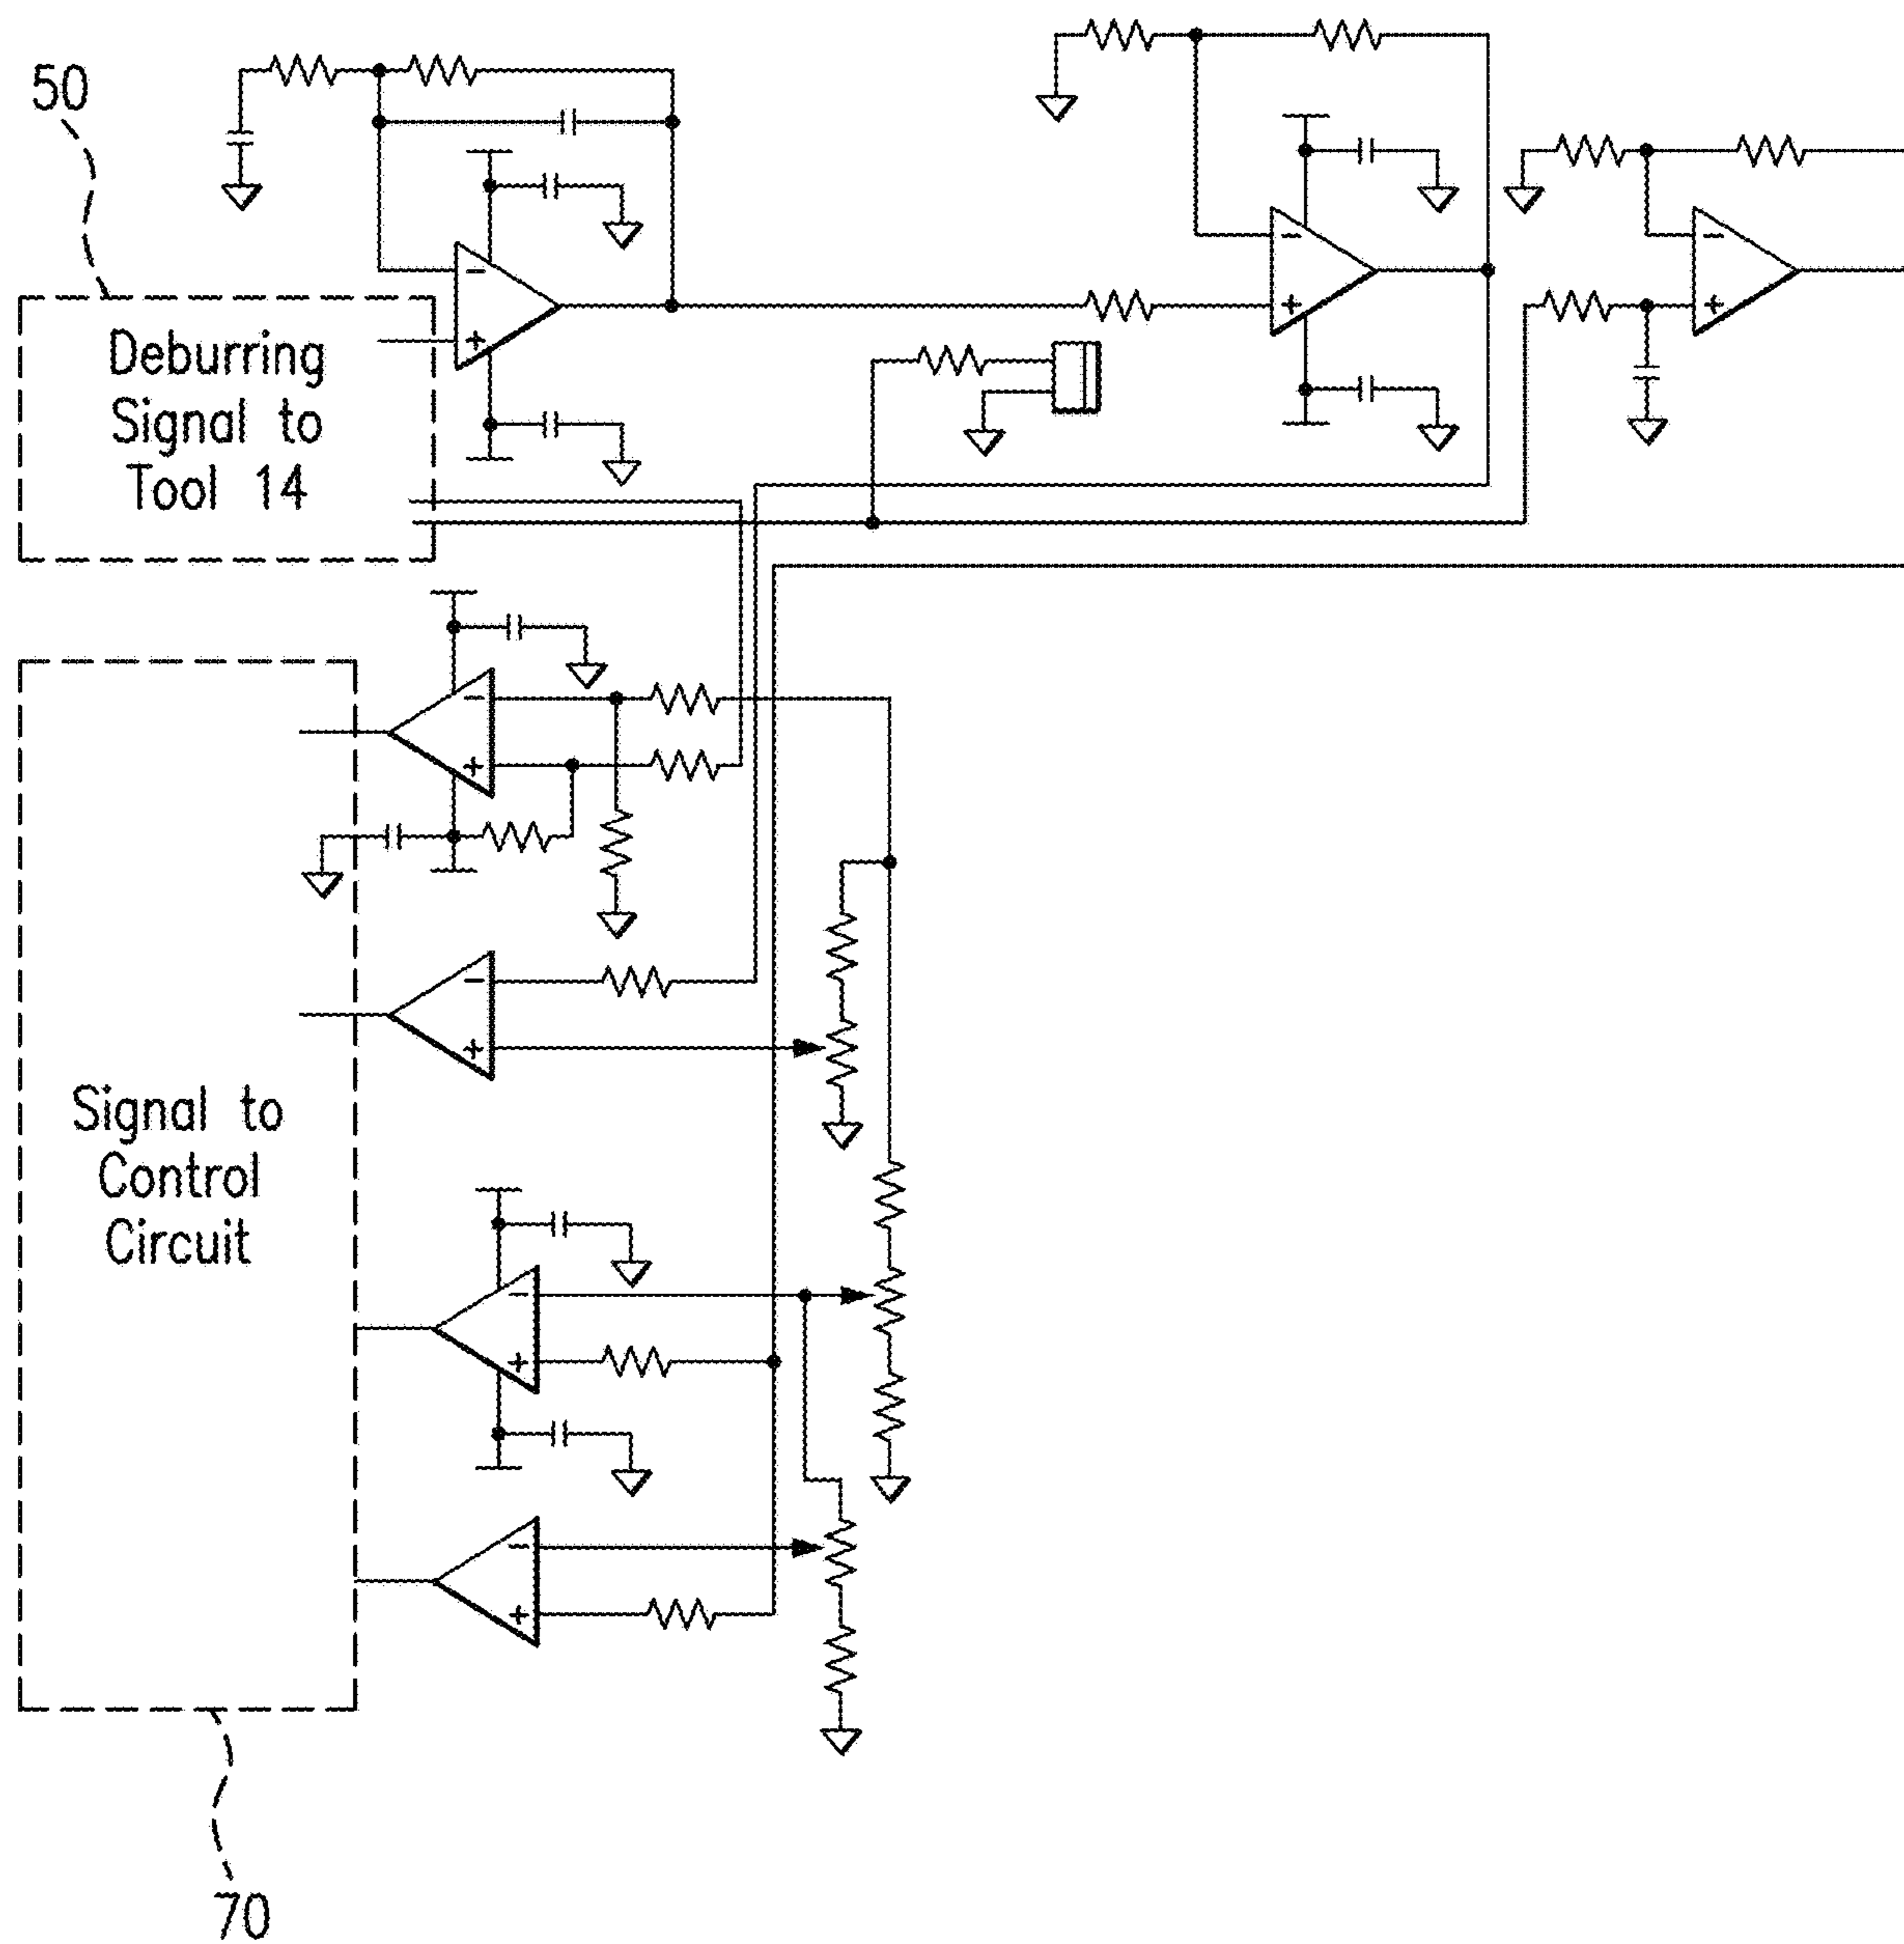 50
Deburring
Signal to
Tool 14
Signal to
Control
Circuit
70